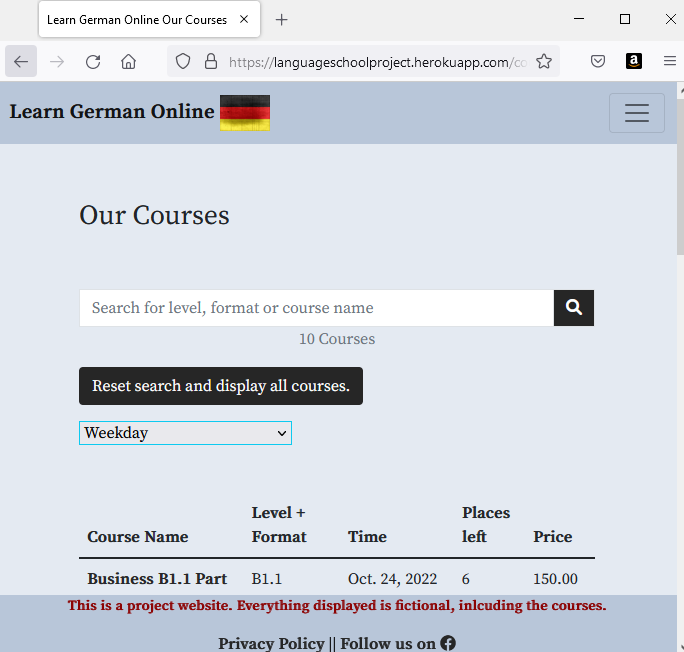 Learn German Online Our Courses
https://languageschoolproject.herokuapp.com/co
Learn German Online
Our Courses
Search for level, format or course name
10 Courses
Reset search and display all courses.
Weekday
Course Name Level + Format Time Places left Price
Business B1.1 Part B1.1 Oct. 24, 2022 6 150.00
This is a project website. Everything displayed is fictional, inlcuding the courses.
Privacy Policy || Follow us on